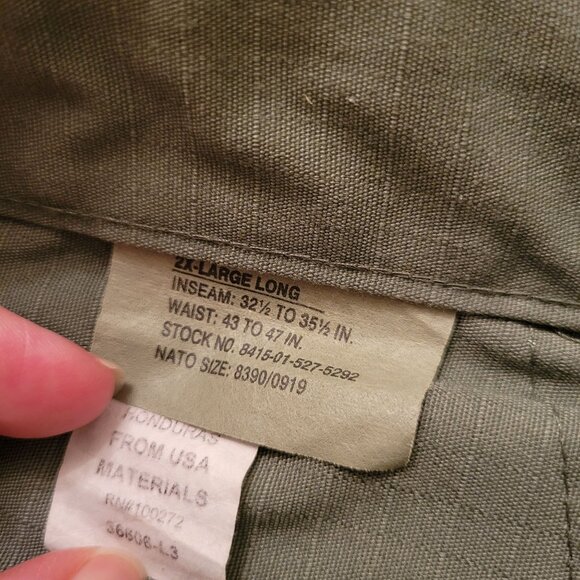 2X-LARGE LONG
INSEAM: 32½ TO 35½ IN.
WAIST: 43 TO 47 IN.
STOCK NO. 8415-01-527-5292
NATO SIZE: 8390/0919
HONDURAS
FROM USA
MATERIALS
RN#100272
36606-L3